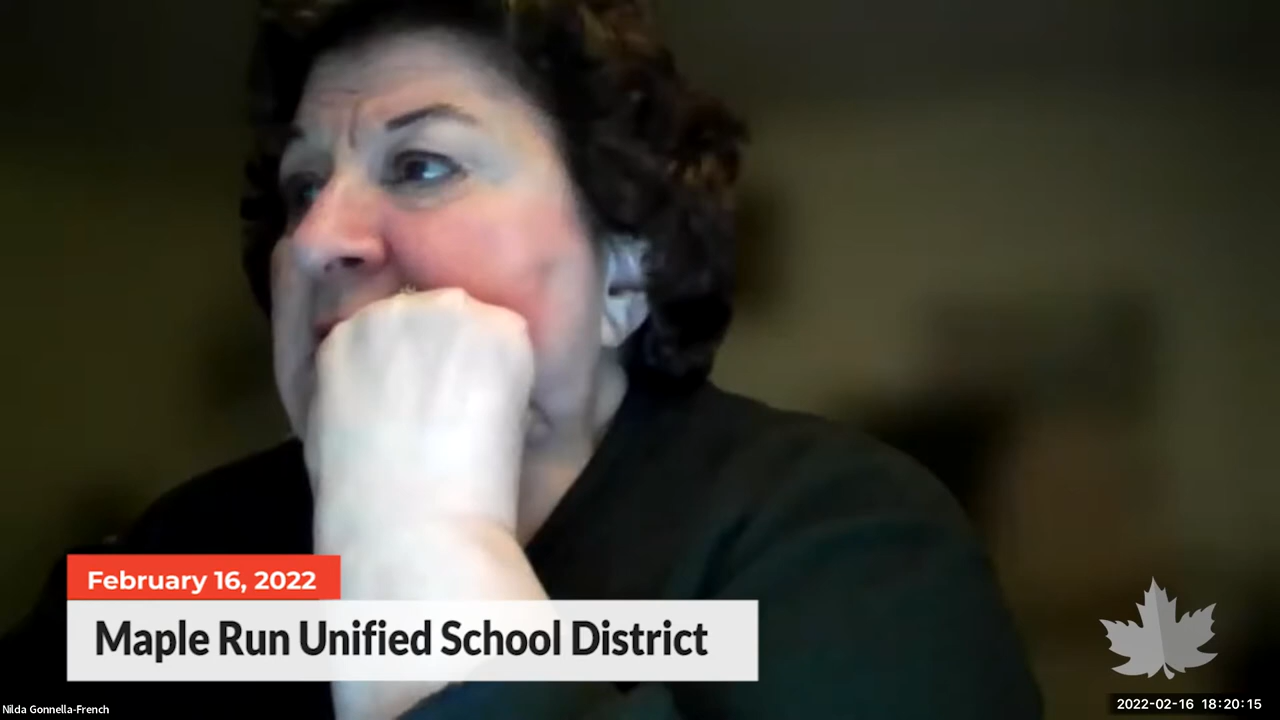 February 16, 2022
Maple Run Unified School District
Nilda Gonnella-French
2022-02-16 18:20:15